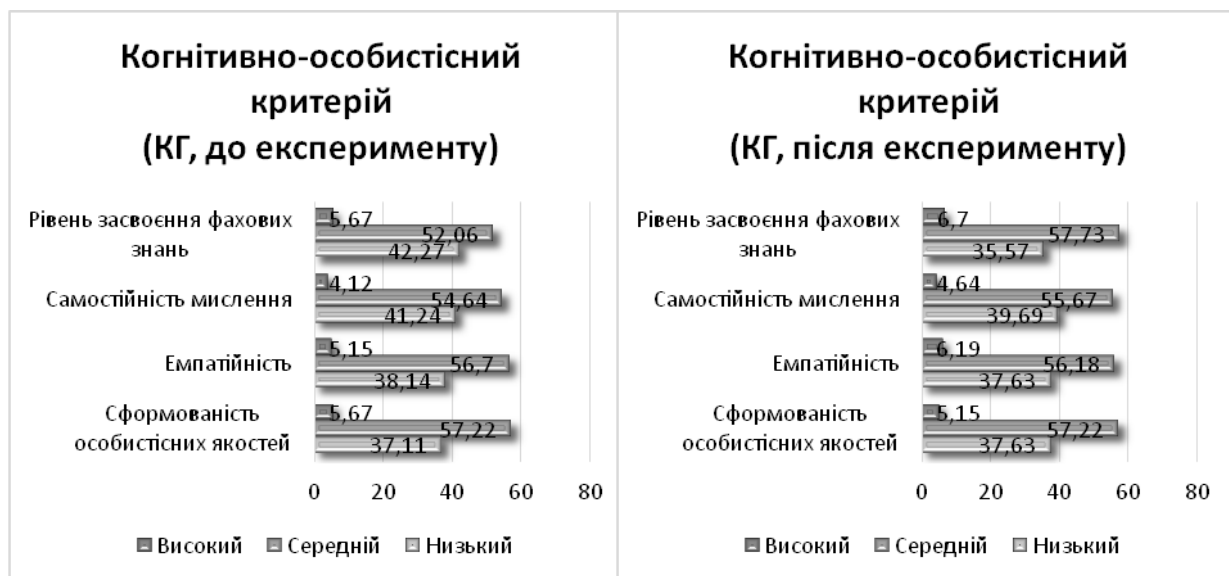 Когнітивно-особистісний
критерій
(КГ, до експерименту)
Рівень засвоєння фахових
знань
5,67
52,06
42,27
Самостійність мислення
4,12
54,64
41,24
Емпатійність
5,15
56,7
38,14
Сформованість
особистісних якостей
5,67
57,22
37,11
0 20 40 60 80
Високий Середній Низький
Когнітивно-особистісний
критерій
(КГ, після експерименту)
Рівень засвоєння фахових
знань
6,7
57,73
35,57
Самостійність мислення
4,64
55,67
39,69
Емпатійність
6,19
56,18
37,63
Сформованість
особистісних якостей
5,15
57,22
37,63
0 20 40 60 80
Високий Середній Низький